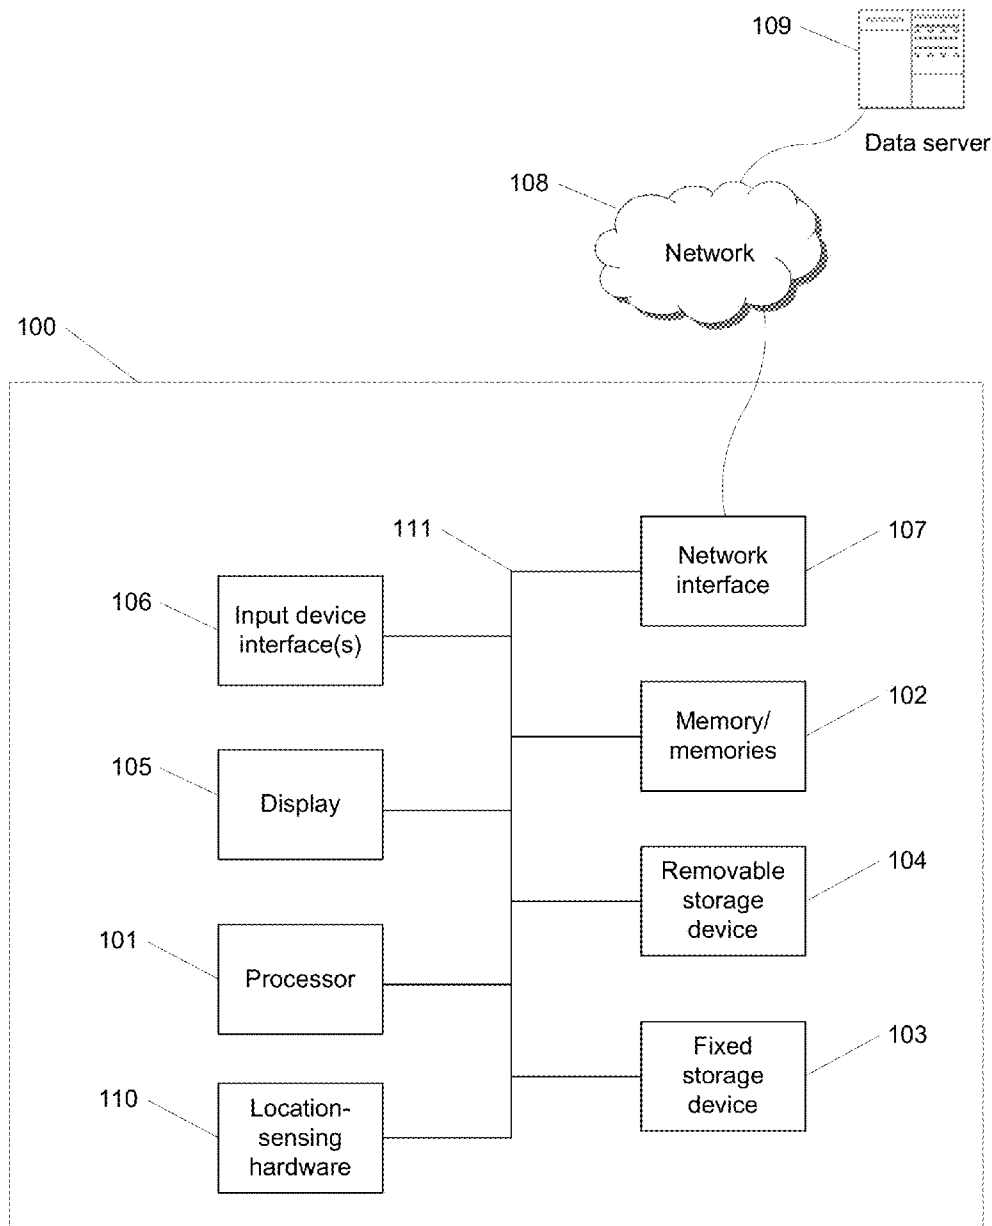 109
Data server
108
Network
100
111
Network
interface
107
106
Input device
interface(s)
Memory/
memories
102
105
Display
Removable
storage
device
104
101
Processor
Fixed
storage
device
103
110
Location-
sensing
hardware